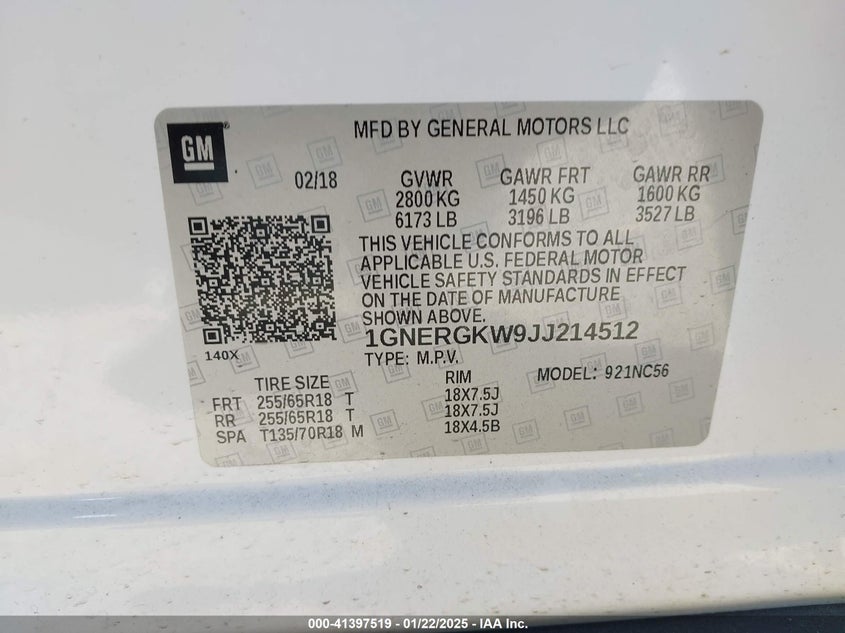 GM
MFD BY GENERAL MOTORS LLC
02/18 GVWR GAWR FRT GAWR RR
2800 KG 1450 KG 1600 KG
6173 LB 3196 LB 3527 LB
THIS VEHICLE CONFORMS TO ALL
APPLICABLE U.S. FEDERAL MOTOR
VEHICLE SAFETY STANDARDS IN EFFECT
ON THE DATE OF MANUFACTURE
SHOWN ABOVE.
1GNERGKW9JJ214512
140X
TYPE: M.P.V.
MODEL: 921NC56
TIRE SIZE RIM
FRT 255/65R18 T 18X7.5J
RR 255/65R18 T 18X7.5J
SPA T135/70R18 M 18X4.5B
000-41397519 - 01/22/2025 - IAA Inc.